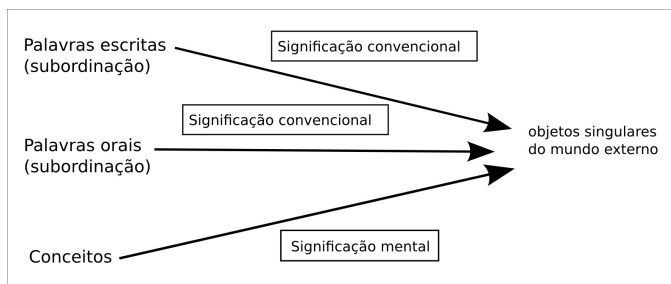 Palavras escritas
(subordinação)
Significação convencional
Significação convencional
Palavras orais
(subordinação)
objetos singulares
do mundo externo
Conceitos
Significação mental